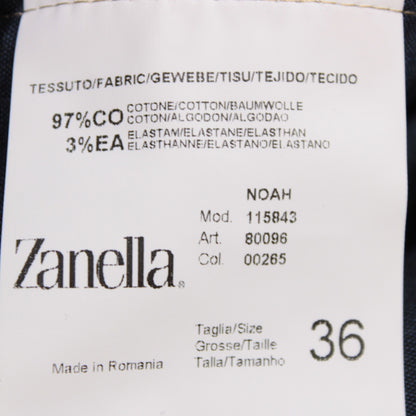 TESSUTO/FABRIC/GEWEBE/TISU/TEJIDO/TECIDO
97%CO COTONE/COTTON/BAUMWOLLE
COTON/ALGODON/ALGODAO
3%EA ELASTAM/ELASTANE/ELASTHAN
ELASTHANNE/ELASTANO/ELASTANO
NOAH
Mod. 115843
Art. 80096
Col. 00265
Zanella®
Taglia/Size
Grosse/Taille
Talla/Tamanho
36
Made in Romania